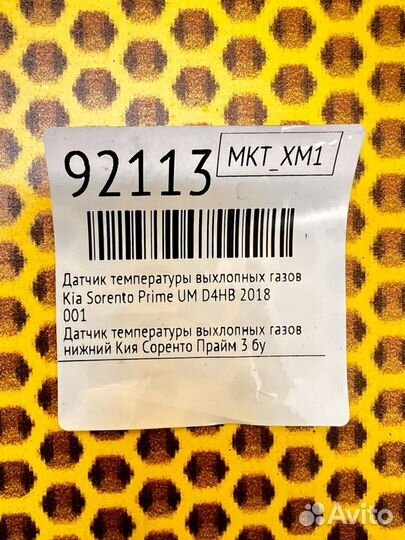 92113
MKT_XM1
Датчик температуры выхлопных газов
Kia Sorento Prime UM D4HB 2018
001
Датчик температуры выхлопных газов
нижний Кия Соренто Прайм 3 бу
Avito